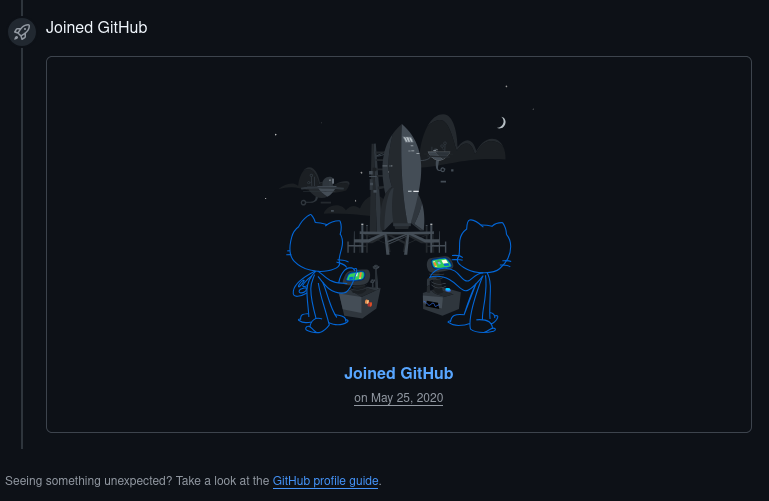 Joined GitHub
Joined GitHub
on May 25, 2020
Seeing something unexpected? Take a look at the GitHub profile guide.